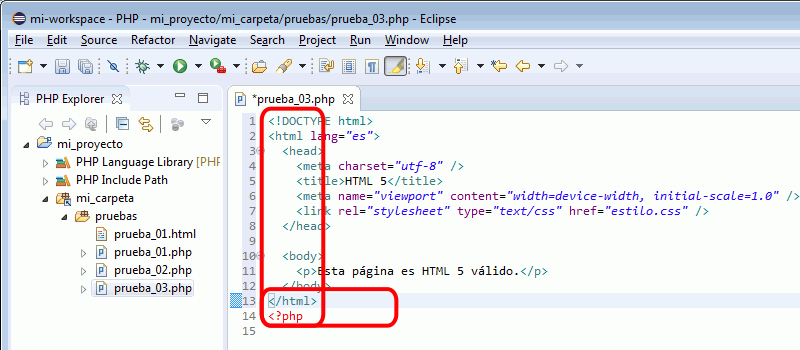 mi-workspace - PHP - mi_proyecto/mi_carpeta/pruebas/prueba_03.php - Eclipse
File Edit Source Refactor Navigate Search Project Run Window Help
PHP Explorer
*prueba_03.php
mi_proyecto
PHP Language Library [PHP
PHP Include Path
mi_carpeta
pruebas
prueba_01.html
prueba_01.php
prueba_02.php
prueba_03.php
1 <!DOCTYPE html>
2 <html lang="es">
3 <head>
4 <meta charset="utf-8" />
5 <title>HTML 5</title>
6 <meta name="viewport" content="width=device-width, initial-scale=1.0" />
7 <link rel="stylesheet" type="text/css" href="estilo.css" />
8 </head>
9
10 <body>
11 <p>Esta página es HTML 5 válido.</p>
12 </body>
13 </html>
14 <?php
15